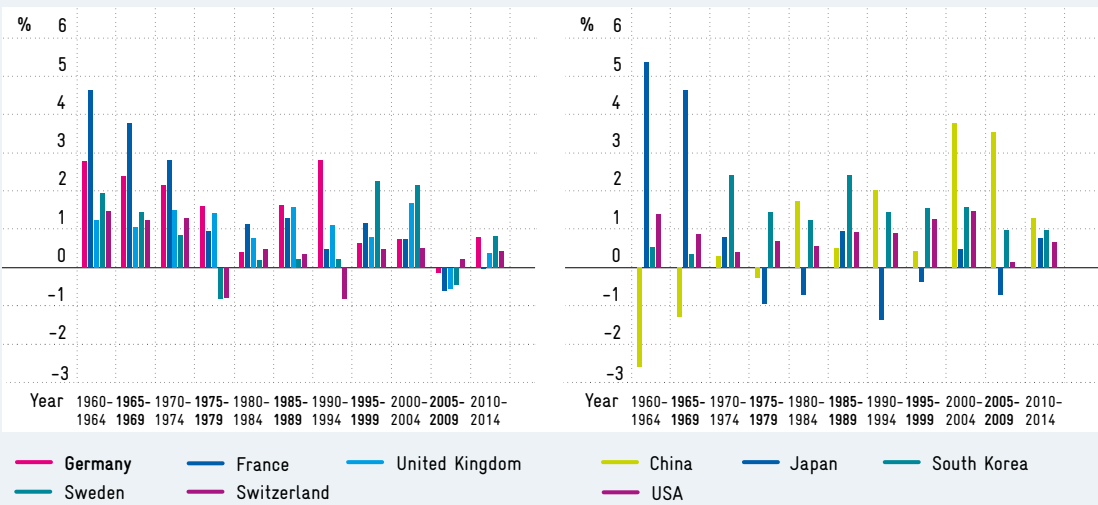 % 6
5
4
3
2
1
0
-1
-2
-3
Year 1960- 1965- 1970- 1975- 1980- 1985- 1990- 1995- 2000- 2005- 2010-
1964 1969 1974 1979 1984 1989 1994 1999 2004 2009 2014
Germany France United Kingdom
Sweden Switzerland
% 6
5
4
3
2
1
0
-1
-2
-3
Year 1960- 1965- 1970- 1975- 1980- 1985- 1990- 1995- 2000- 2005- 2010-
1964 1969 1974 1979 1984 1989 1994 1999 2004 2009 2014
China Japan South Korea
USA